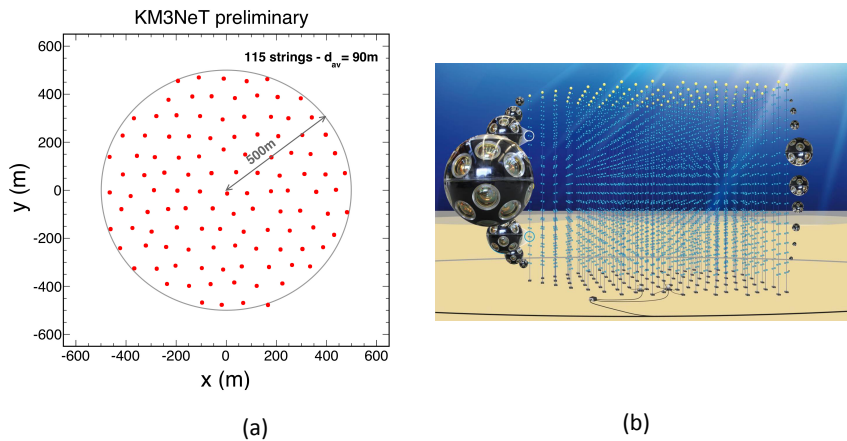 KM3NeT preliminary
115 strings - d_av = 90m
600
400
200
0
-200
-400
-600
y (m)
500m
-600 -400 -200 0 200 400 600
x (m)
(a)
(b)